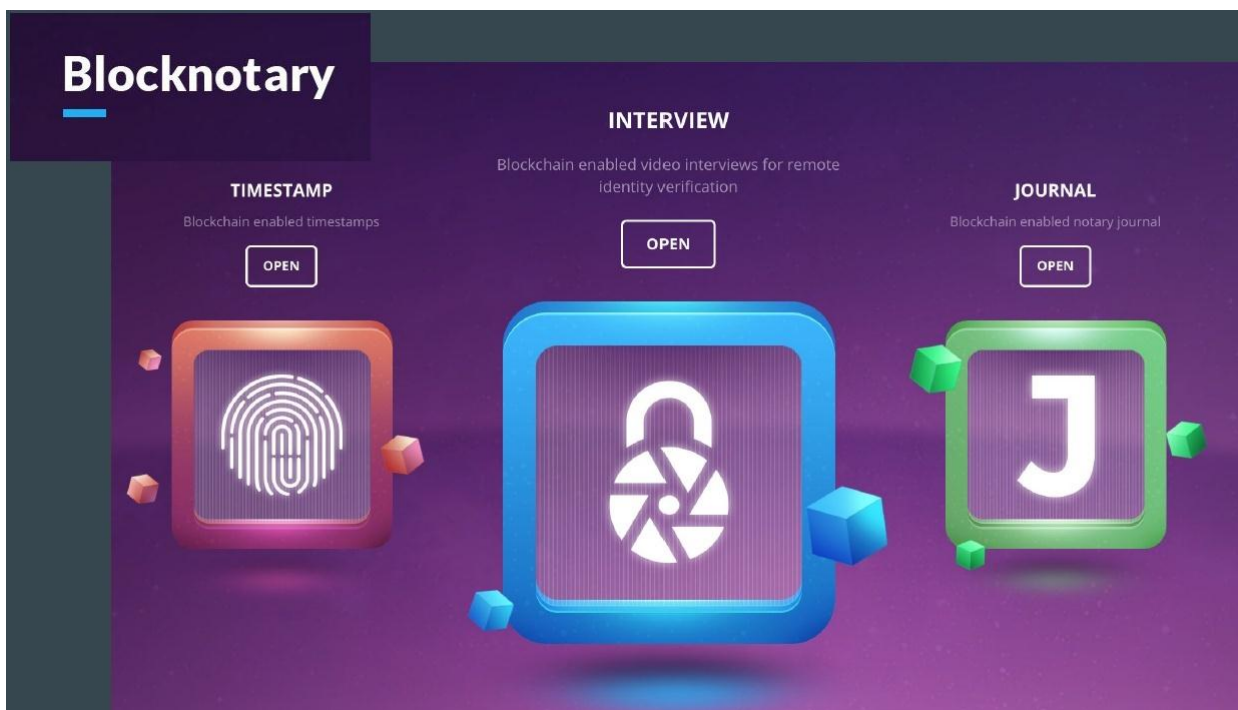 Blocknotary
INTERVIEW
Blockchain enabled video interviews for remote
identity verification
OPEN
TIMESTAMP
Blockchain enabled timestamps
OPEN
JOURNAL
Blockchain enabled notary journal
OPEN
J